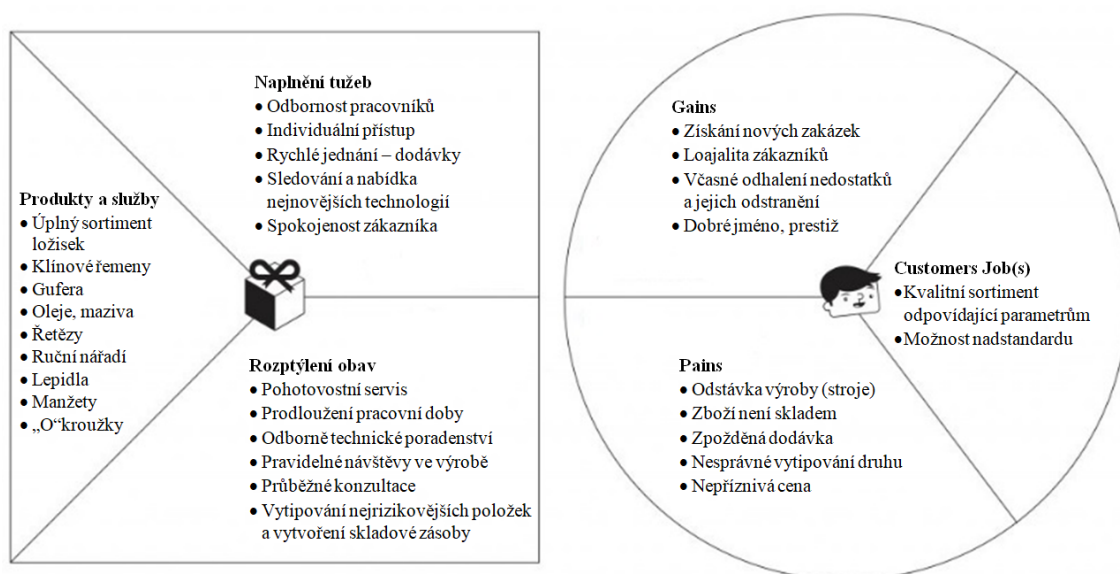 Naplnění tužeb
• Odbornost pracovníků
• Individuální přístup
• Rychlé jednání – dodávky
• Sledování a nabídka
nejnovějších technologií
• Spokojenost zákazníka
Produkty a služby
• Úplný sortiment
ložisek
• Klínové řemeny
• Gufera
• Oleje, maziva
• Řetězy
• Ruční nářadí
• Lepidla
• Manžety
• „O“kroužky
Rozptýlení obav
• Pohotovostní servis
• Prodloužení pracovní doby
• Odborně technické poradenství
• Pravidelné návštěvy ve výrobě
• Průběžné konzultace
• Vytipování nejrizikovějších položek
a vytvoření skladové zásoby
Gains
• Získání nových zakázek
• Loajalita zákazníků
• Včasné odhalení nedostatků
a jejich odstranění
• Dobré jméno, prestiž
Customers Job(s)
• Kvalitní sortiment
odpovídající parametrům
• Možnost nadstandardu
Pains
• Odstávka výroby (stroje)
• Zboží není skladem
• Zpožděná dodávka
• Nesprávné vytipování druhu
• Nepříznivá cena